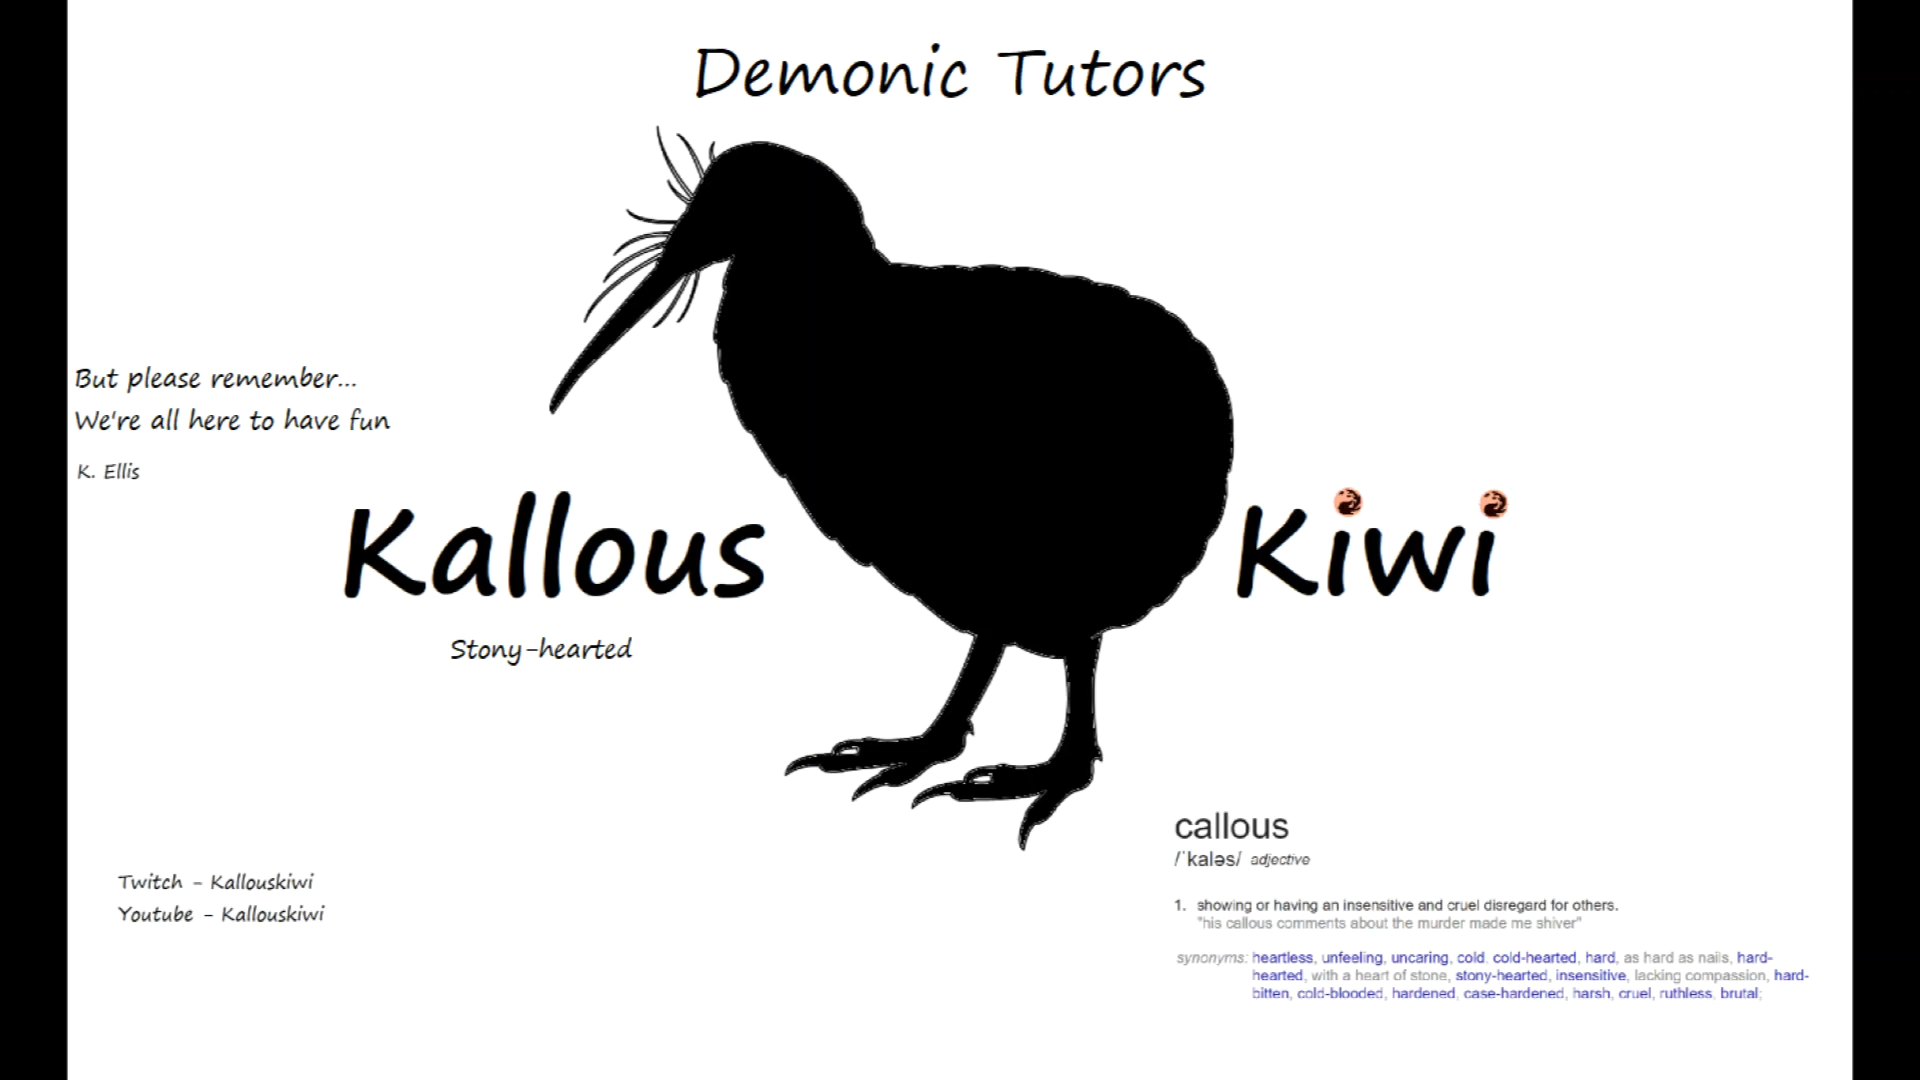 Demonic Tutors
But please remember...
We're all here to have fun
K. Ellis
Kallous Kiwi
Stony-hearted
Twitch - Kallouskiwi
Youtube - Kallouskiwi
callous
/ˈkaləs/ adjective
1. showing or having an insensitive and cruel disregard for others.
"his callous comments about the murder made me shiver"
synonyms: heartless, unfeeling, uncaring, cold, cold-hearted, hard, as hard as nails, hard-
hearted, with a heart of stone, stony-hearted, insensitive, lacking compassion, hard-
bitten, cold-blooded, hardened, case-hardened, harsh, cruel, ruthless, brutal;